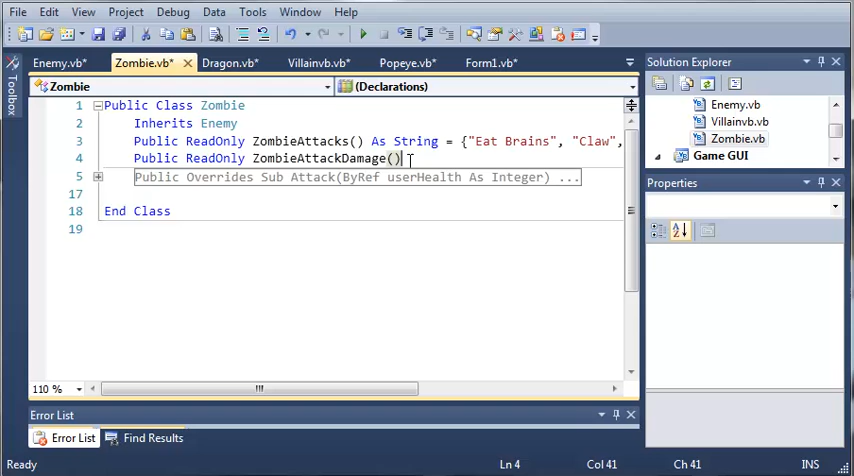 File Edit View Project Debug Data Tools Window Help
Enemy.vb* Zombie.vb* Dragon.vb* Villainvb.vb* Popeye.vb* Form1.vb*
Toolbox
Zombie (Declarations)
1 Public Class Zombie
2 Inherits Enemy
3 Public ReadOnly ZombieAttacks() As String = {"Eat Brains", "Claw",
4 Public ReadOnly ZombieAttackDamage()
5 Public Overrides Sub Attack(ByRef userHealth As Integer) ...
17
18 End Class
19
110 %
Solution Explorer
Enemy.vb
Villainvb.vb
Zombie.vb
Game GUI
Properties
Error List
Error List Find Results
Ready Ln 4 Col 41 Ch 41 INS